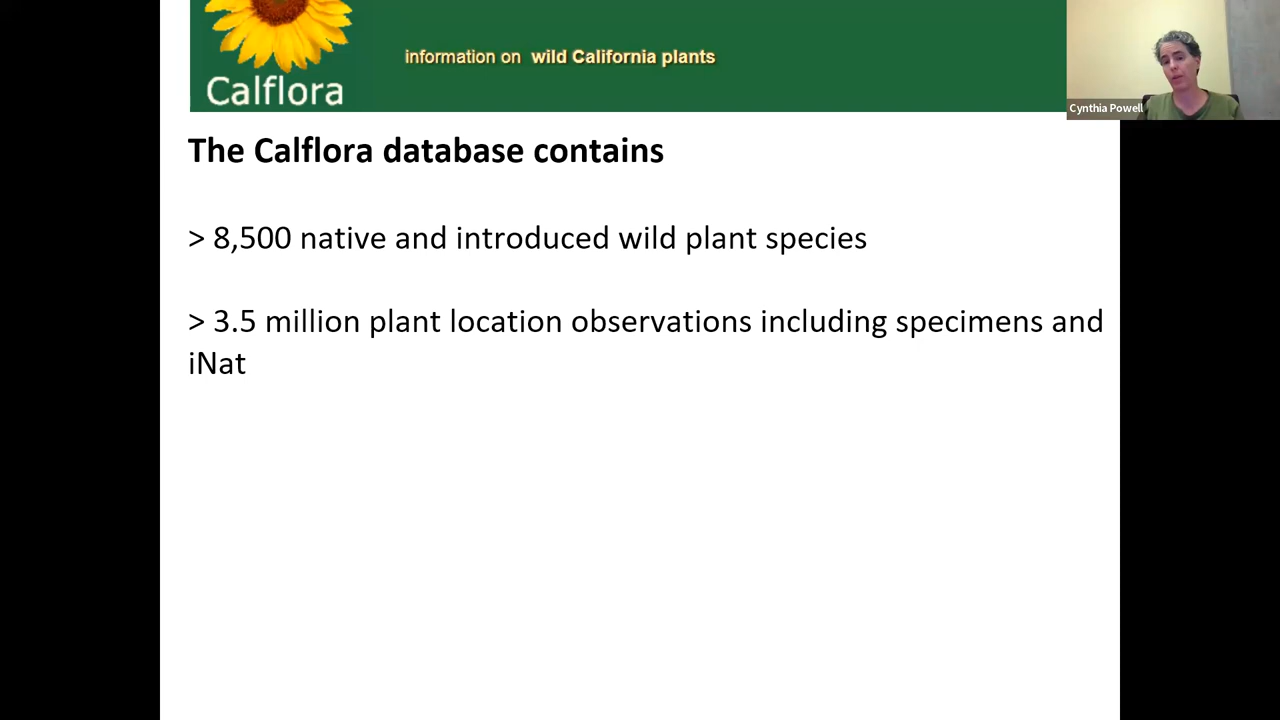 information on wild California plants
Calflora
Cynthia Powell
The Calflora database contains
> 8,500 native and introduced wild plant species
> 3.5 million plant location observations including specimens and
iNat